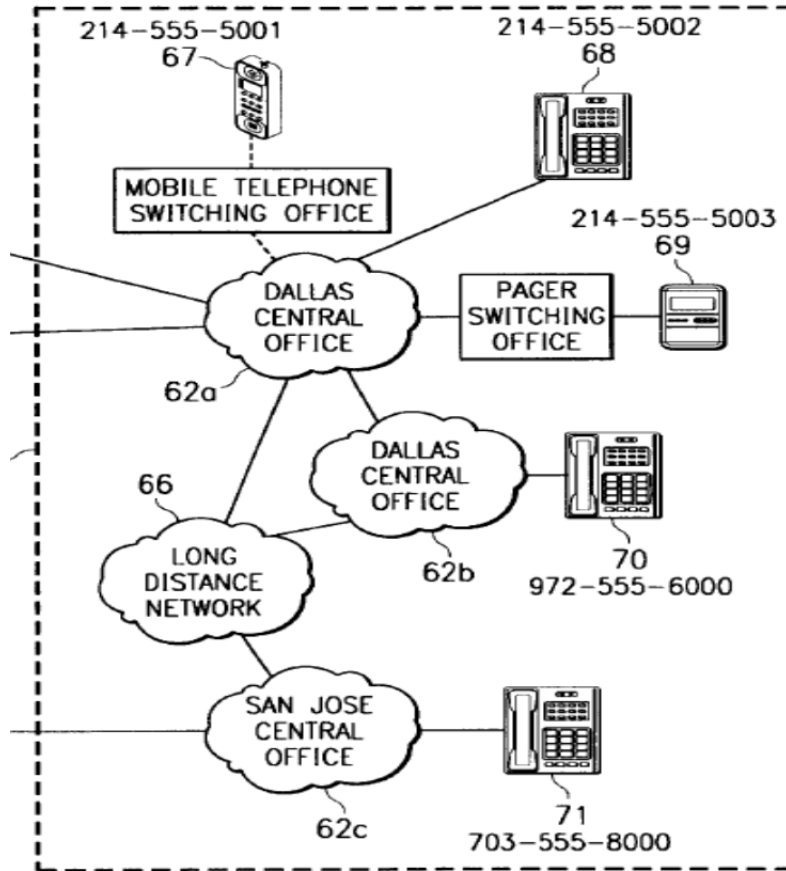 214-555-5001
67
214-555-5002
68
MOBILE TELEPHONE
SWITCHING OFFICE
214-555-5003
69
DALLAS
CENTRAL
OFFICE
62a
PAGER
SWITCHING
OFFICE
DALLAS
CENTRAL
OFFICE
62b
70
972-555-6000
66
LONG
DISTANCE
NETWORK
SAN JOSE
CENTRAL
OFFICE
62c
71
703-555-8000